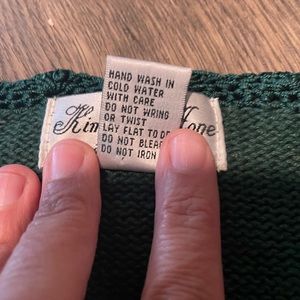 HAND WASH IN
COLD WATER
WITH CARE
DO NOT WRING
OR TWIST
LAY FLAT TO
DO NOT
DO NOT IRON